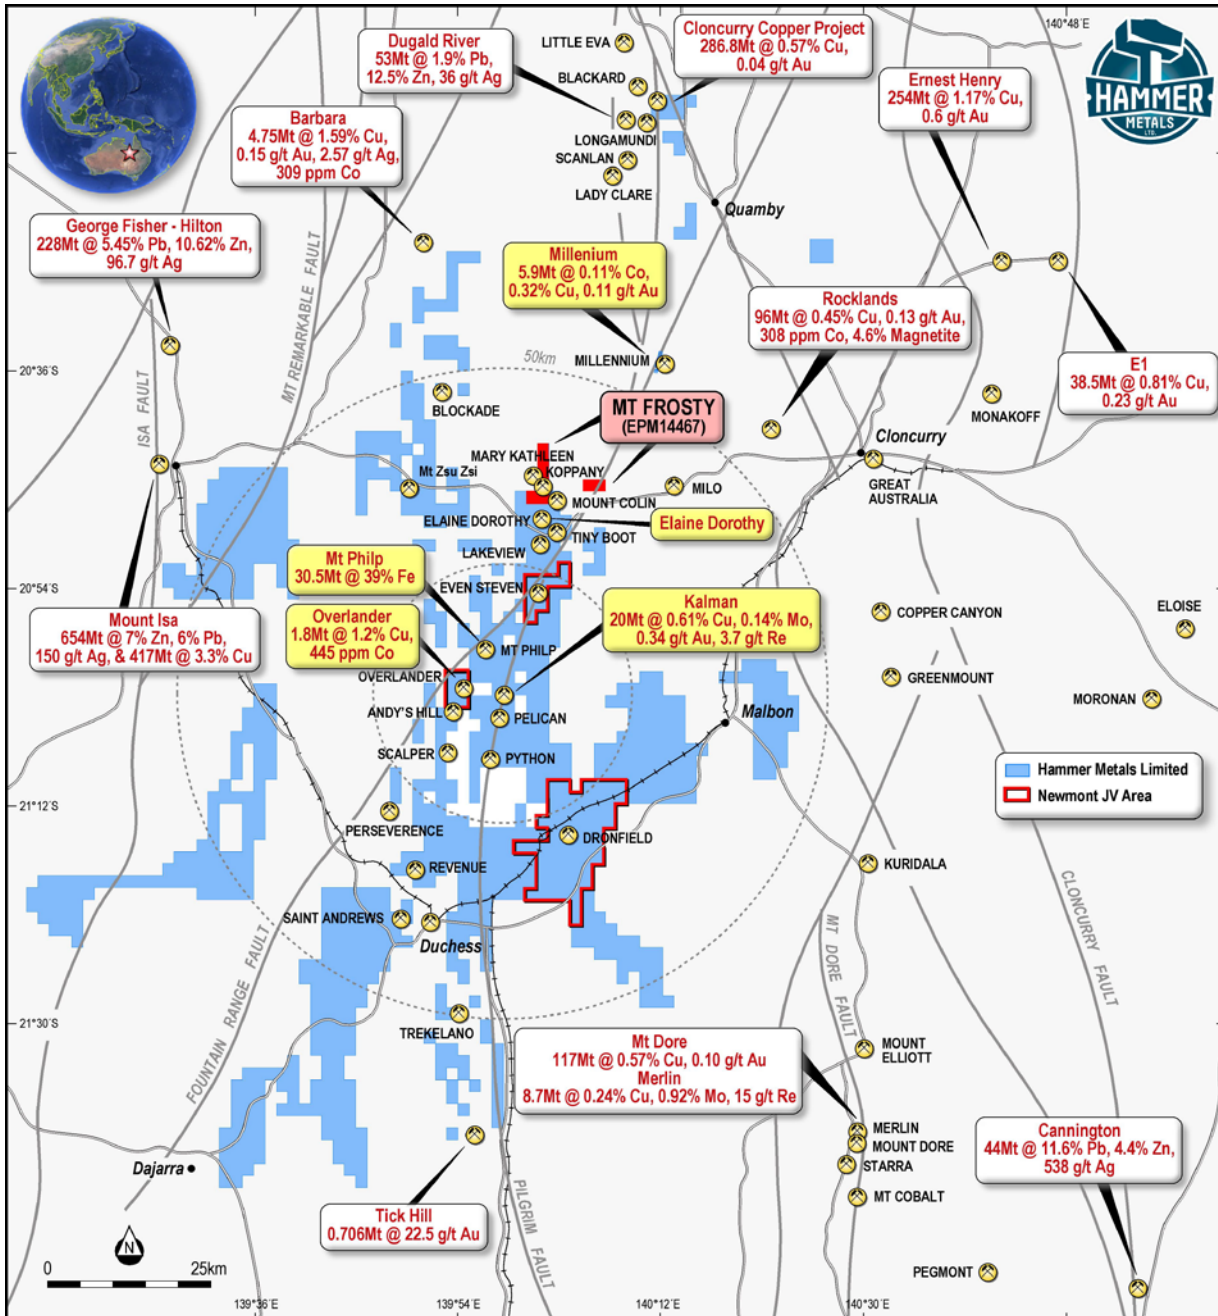 140°48´E
LITTLE EVA
Dugald River
53Mt @ 1.9% Pb,
12.5% Zn, 36 g/t Ag
Cloncurry Copper Project
286.8Mt @ 0.57% Cu,
0.04 g/t Au
Ernest Henry
254Mt @ 1.17% Cu,
0.6 g/t Au
HAMMER
METALS
LTD.
BLACKARD
Barbara
4.75Mt @ 1.59% Cu,
0.15 g/t Au, 2.57 g/t Ag,
309 ppm Co
LONGAMUNDI
SCANLAN
LADY CLARE
Quamby
George Fisher - Hilton
228Mt @ 5.45% Pb, 10.62% Zn,
96.7 g/t Ag
MT REMARKABLE FAULT
Millenium
5.9Mt @ 0.11% Co,
0.32% Cu, 0.11 g/t Au
Rocklands
96Mt @ 0.45% Cu, 0.13 g/t Au,
308 ppm Co, 4.6% Magnetite
50km
MILLENNIUM
E1
38.5Mt @ 0.81% Cu,
0.23 g/t Au
20°36´S
ISA FAULT
BLOCKADE
MT FROSTY
(EPM14467)
MONAKOFF
Cloncurry
MARY KATHLEEN
Mt Zsu Zsi
KOPPANY
MILO
GREAT
AUSTRALIA
MOUNT COLIN
ELAINE DOROTHY
Elaine Dorothy
TINY BOOT
LAKEVIEW
Mt Philp
30.5Mt @ 39% Fe
20°54´S
EVEN STEVEN
Mount Isa
654Mt @ 7% Zn, 6% Pb,
150 g/t Ag, & 417Mt @ 3.3% Cu
Overlander
1.8Mt @ 1.2% Cu,
445 ppm Co
Kalman
20Mt @ 0.61% Cu, 0.14% Mo,
0.34 g/t Au, 3.7 g/t Re
COPPER CANYON
ELOISE
MT PHILP
OVERLANDER
GREENMOUNT
MORONAN
ANDY'S HILL
PELICAN
Malbon
SCALPER
PYTHON
Hammer Metals Limited
Newmont JV Area
21°12´S
PERSEVERENCE
DRONFIELD
REVENUE
KURIDALA
CLONCURRY FAULT
SAINT ANDREWS
Duchess
MT DORE FAULT
FOUNTAIN RANGE FAULT
21°30´S
TREKELANO
Mt Dore
117Mt @ 0.57% Cu, 0.10 g/t Au
Merlin
8.7Mt @ 0.24% Cu, 0.92% Mo, 15 g/t Re
MOUNT
ELLIOTT
MERLIN
MOUNT DORE
STARRA
MT COBALT
Cannington
44Mt @ 11.6% Pb, 4.4% Zn,
538 g/t Ag
Dajarra
Tick Hill
0.706Mt @ 22.5 g/t Au
PILGRIM FAULT
N
0 25km
PEGMONT
139°36´E
139°54´E
140°12´E
140°30´E